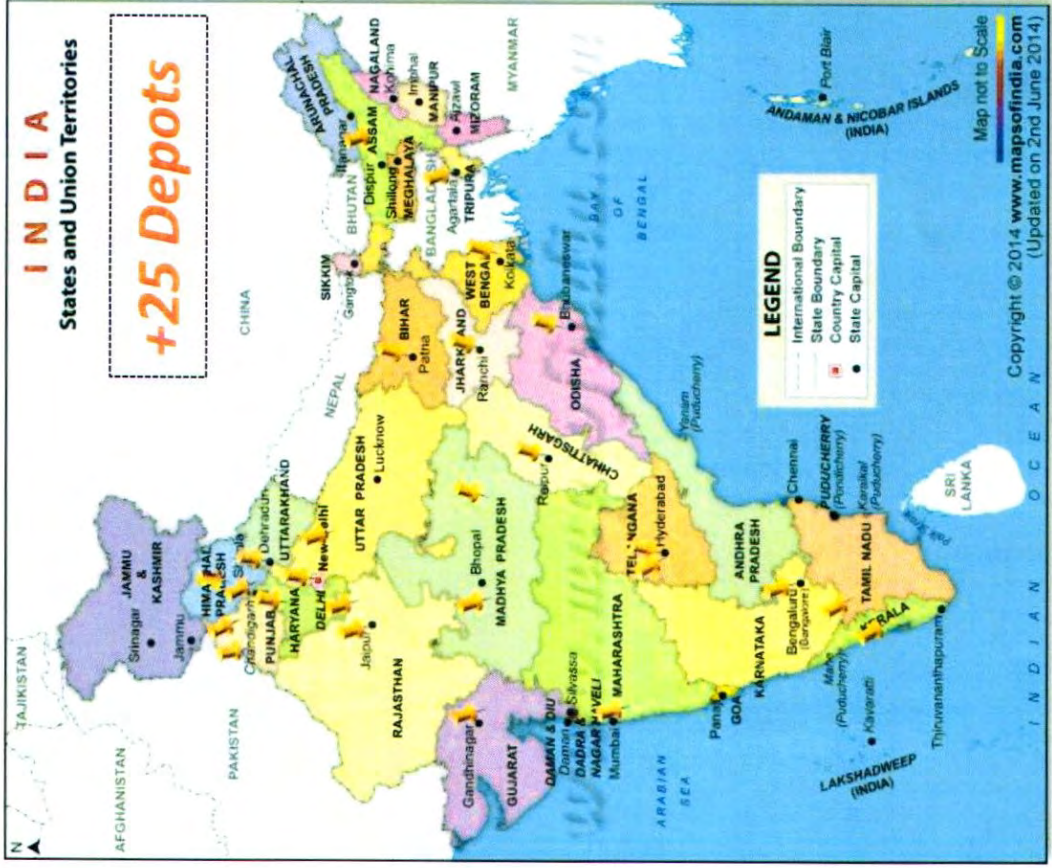 INDIA
States and Union Territories
+25 Depots
N
TAJIKISTAN
AFGHANISTAN
PAKISTAN
CHINA
JAMMU
&
KASHMIR
Srinagar
Jammu
HIMACHAL
PRADESH
Shimla
Chandigarh
PUNJAB
Dehradun
UTTARAKHAND
HARYANA
DELHI
New Delhi
RAJASTHAN
Jaipur
UTTAR PRADESH
Lucknow
NEPAL
BHUTAN
SIKKIM
Gangtok
ARUNACHAL
PRADESH
Itanagar
ASSAM
Dispur
NAGALAND
Kohima
MANIPUR
Imphal
MEGHALAYA
Shillong
BANGLADESH
TRIPURA
Agartala
MIZORAM
Aizawl
MYANMAR
BIHAR
Patna
JHARKHAND
Ranchi
WEST
BENGAL
Kolkata
GUJARAT
Gandhinagar
MADHYA PRADESH
Bhopal
CHHATTISGARH
Raipur
ODISHA
Bhubaneswar
DAMAN & DIU
Daman
Silvassa
DADRA &
NAGAR HAVELI
Mumbai
MAHARASHTRA
TELANGANA
Hyderabad
Yanam
(Puducherry)
BAY
OF
BENGAL
ARABIAN
SEA
Panaji
GOA
KARNATAKA
Bengaluru
(Bangalore)
ANDHRA
PRADESH
Chennai
PUDUCHERRY
(Pondicherry)
Karaikal
(Puducherry)
TAMIL NADU
Mahe
(Puducherry)
KERALA
Kavaratti
LAKSHADWEEP
(INDIA)
Thiruvananthapuram
Palk Strait
SRI
LANKA
INDIAN OCEAN
ANDAMAN & NICOBAR ISLANDS
(INDIA)
Port Blair
LEGEND
International Boundary
State Boundary
Country Capital
State Capital
Map not to Scale
Copyright © 2014 www.mapsofindia.com
(Updated on 2nd June 2014)